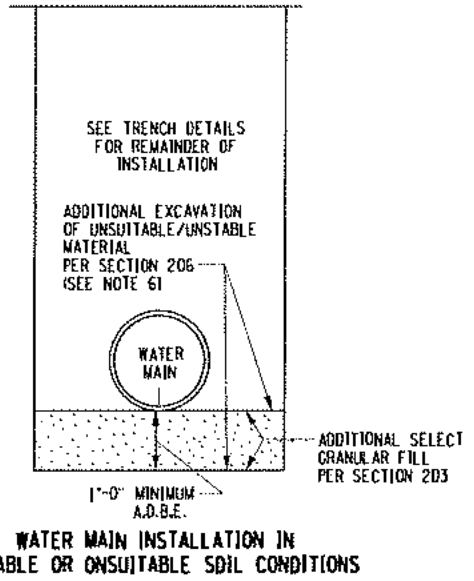 SEE TRENCH DETAILS
FOR REMAINDER OF
INSTALLATION
ADDITIONAL EXCAVATION
OF UNSUITABLE/UNSTABLE
MATERIAL
PER SECTION 206
(SEE NOTE 6)
WATER
MAIN
ADDITIONAL SELECT
GRANULAR FILL
PER SECTION 203
1'-0" MINIMUM
A.O.B.E.
WATER MAIN INSTALLATION IN
ABLE OR ONSUITABLE SOIL CONDITIONS